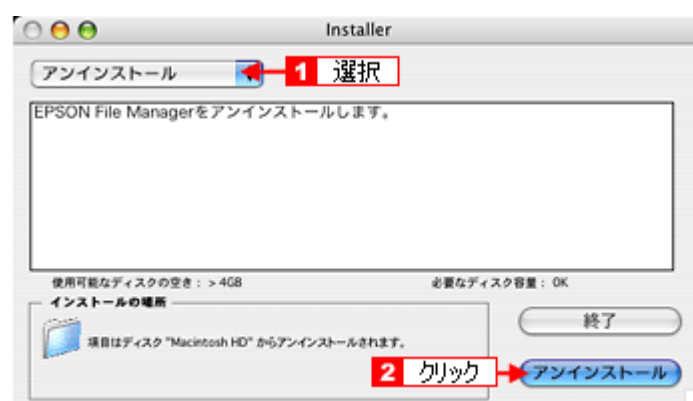 Installer
アンインストール
1 選択
EPSON File Managerをアンインストールします。
使用可能なディスクの空き： > 4GB
必要なディスク容量： OK
インストールの場所
項目はディスク "Macintosh HD" からアンインストールされます。
終了
2 クリック
アンインストール